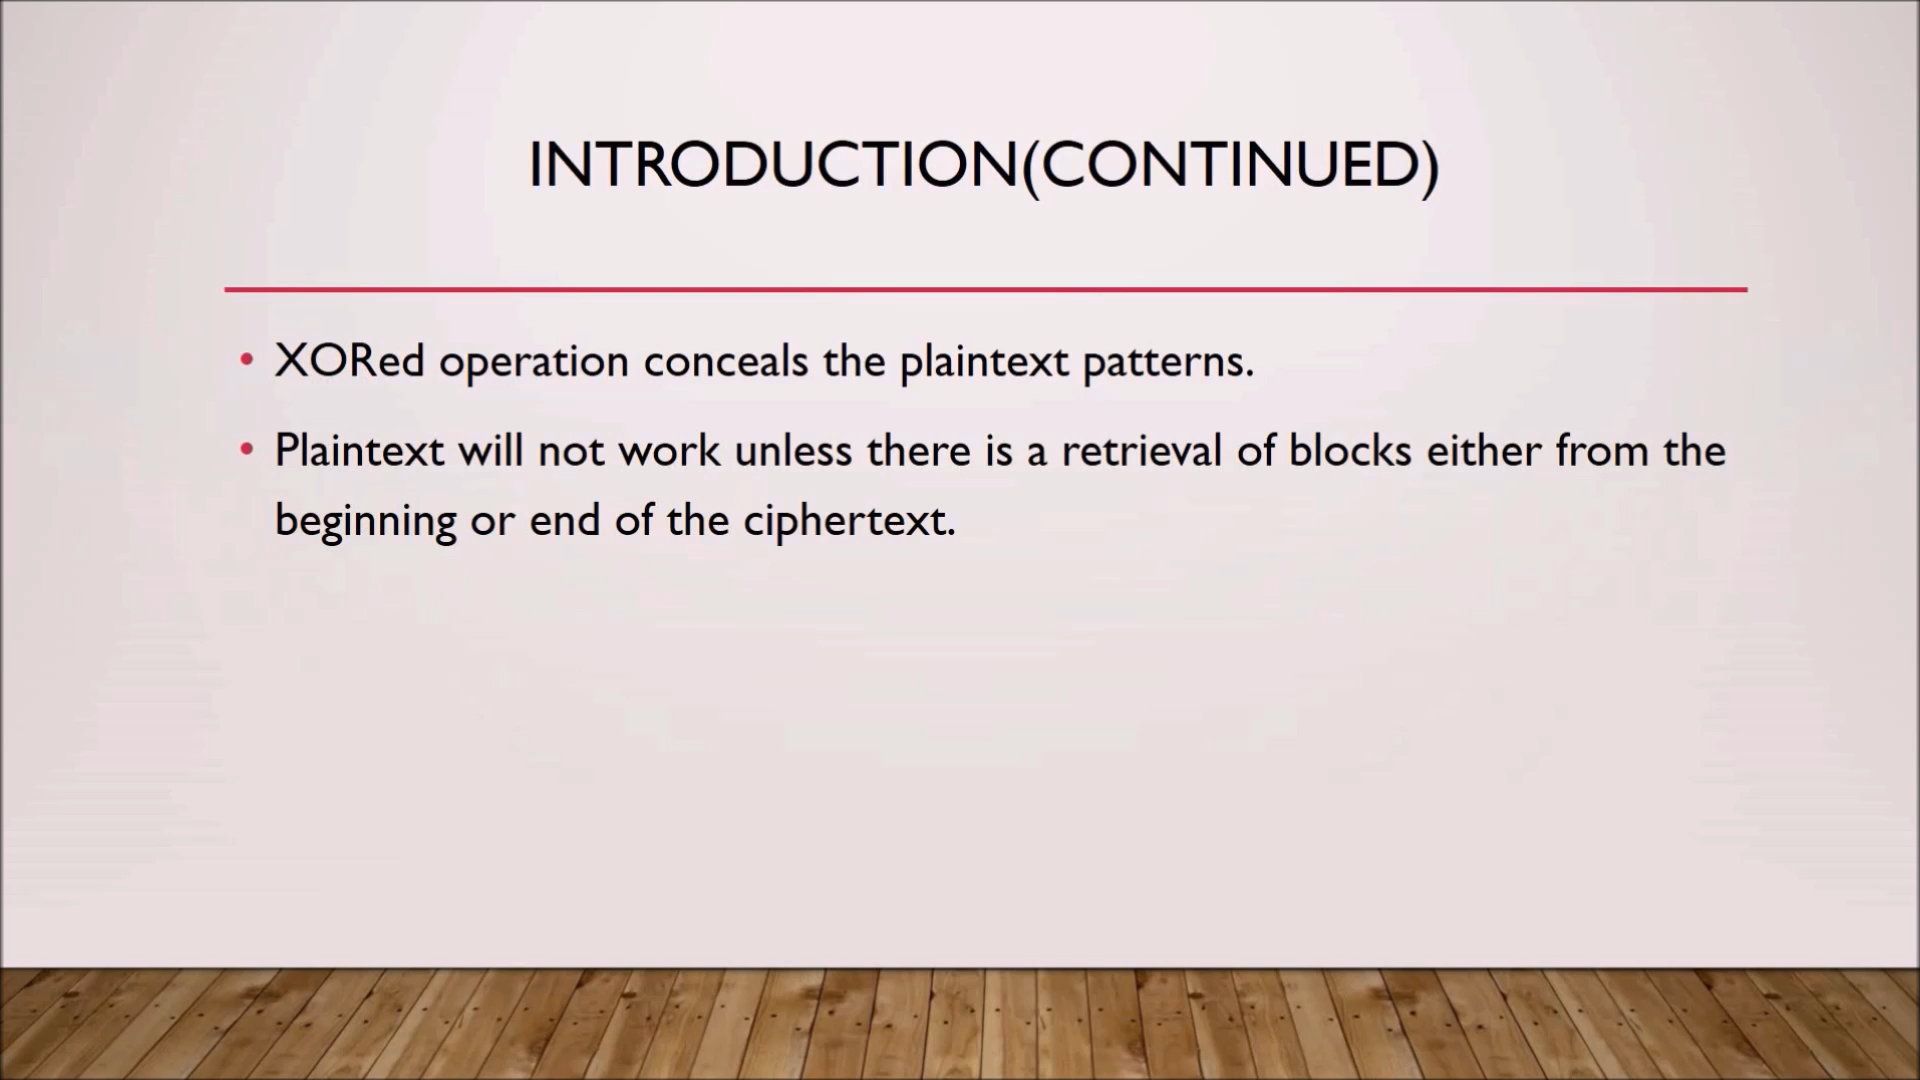 INTRODUCTION(CONTINUED)
• XORed operation conceals the plaintext patterns.
• Plaintext will not work unless there is a retrieval of blocks either from the
beginning or end of the ciphertext.